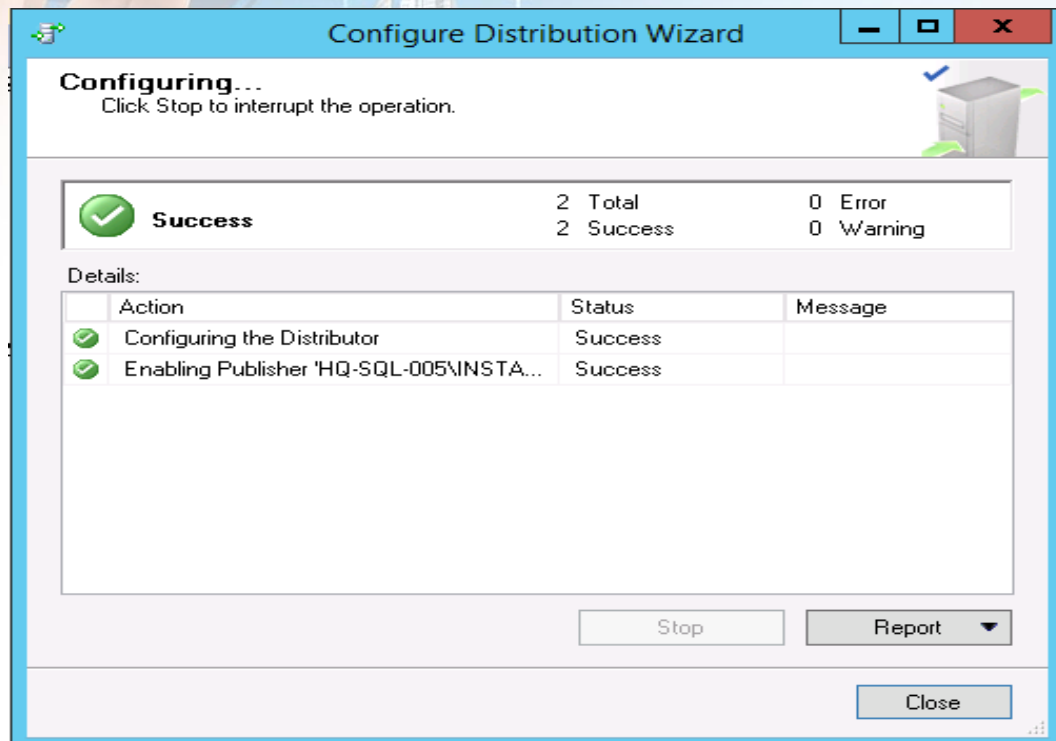 Configure Distribution Wizard
Configuring...
Click Stop to interrupt the operation.
Success
2 Total
0 Error
2 Success
0 Warning
Details:
Action Status Message
Configuring the Distributor Success
Enabling Publisher 'HQ-SQL-005\INSTA... Success
Stop
Report
Close